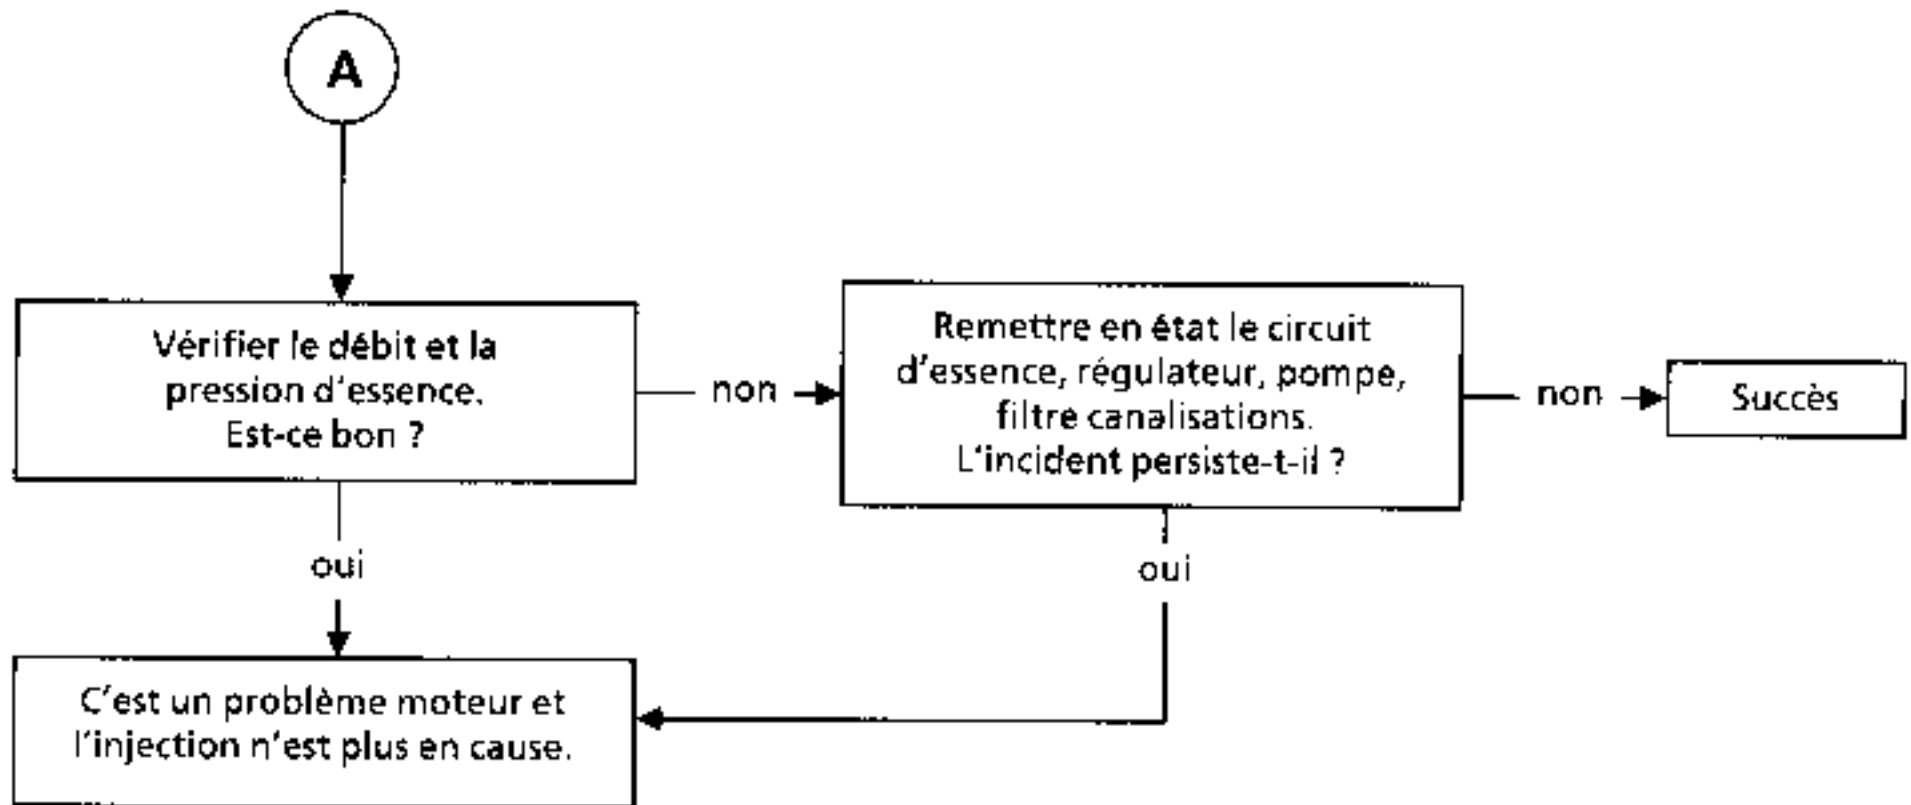 A
Vérifier le débit et la
pression d'essence.
Est-ce bon ?
non
Remettre en état le circuit
d'essence, régulateur, pompe,
filtre canalisations.
L'incident persiste-t-il ?
non
Succès
oui
oui
C'est un problème moteur et
l'injection n'est plus en cause.